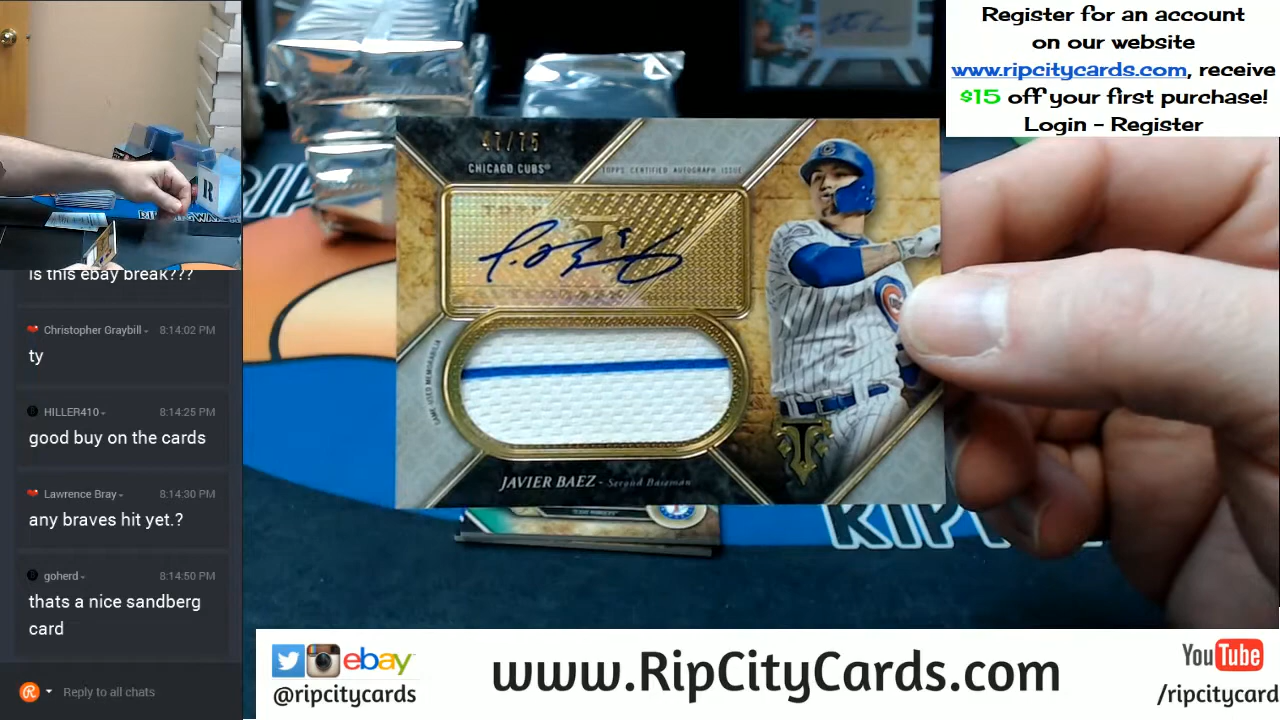 Register for an account
on our website
www.ripcitycards.com, receive
$15 off your first purchase!
Login - Register
47/75
CHICAGO CUBS®
TOPPS CERTIFIED AUTOGRAPH ISSUE
GAME-USED MEMORABILIA
JAVIER BAEZ - Second Baseman
is this ebay break???
Christopher Graybill 8:14:02 PM
ty
HILLER410 8:14:25 PM
good buy on the cards
Lawrence Bray 8:14:30 PM
any braves hit yet.?
goherd 8:14:50 PM
thats a nice sandberg
card
Reply to all chats
R
ebay
@ripcitycards
www.RipCityCards.com
YouTube
/ripcitycard